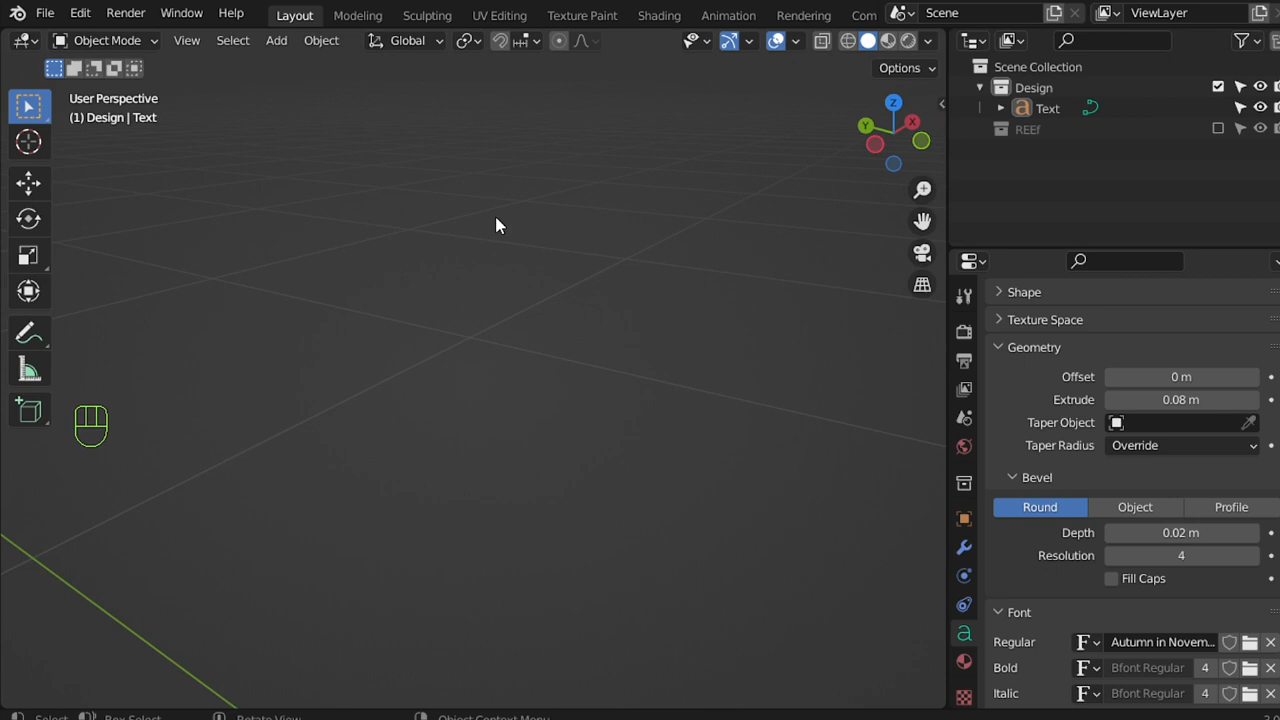 File Edit Render Window Help Layout Modeling Sculpting UV Editing Texture Paint Shading Animation Rendering Com Scene ViewLayer
Object Mode View Select Add Object Global
Options
User Perspective
(1) Design | Text
Z
Y
X
Scene Collection
Design
Text
REEf
Shape
Texture Space
Geometry
Offset 0 m
Extrude 0.08 m
Taper Object
Taper Radius Override
Bevel
Round Object Profile
Depth 0.02 m
Resolution 4
Fill Caps
Font
Regular F Autumn in Novem...
Bold F Bfont Regular 4
Italic F Bfont Regular 4
Select Box Select Rotate View Object Context Menu